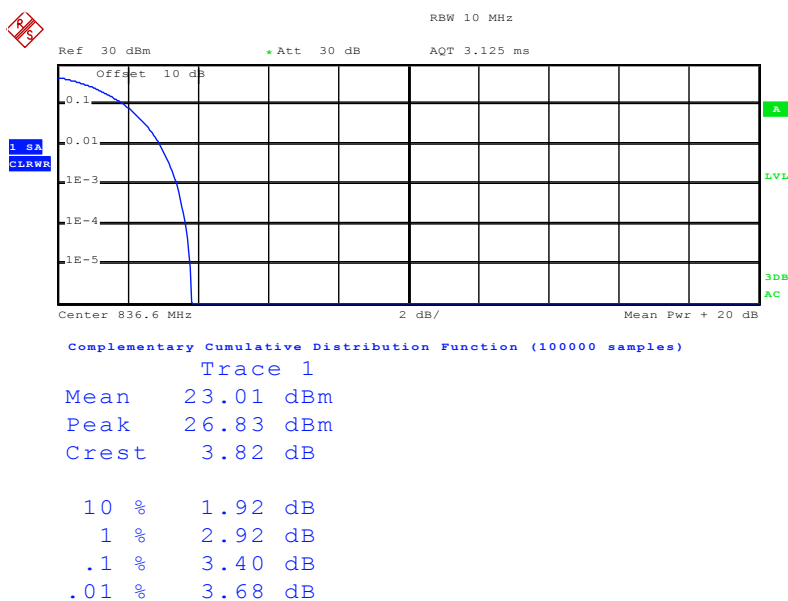 R S
RBW 10 MHz
Ref 30 dBm * Att 30 dB AQT 3.125 ms
Offset 10 dB
0.1
A
0.01
1 SA
CLRWR
1E-3
LVL
1E-4
1E-5
3DB
AC
Center 836.6 MHz 2 dB/ Mean Pwr + 20 dB
Complementary Cumulative Distribution Function (100000 samples)
Trace 1
Mean 23.01 dBm
Peak 26.83 dBm
Crest 3.82 dB
10 % 1.92 dB
1 % 2.92 dB
.1 % 3.40 dB
.01 % 3.68 dB